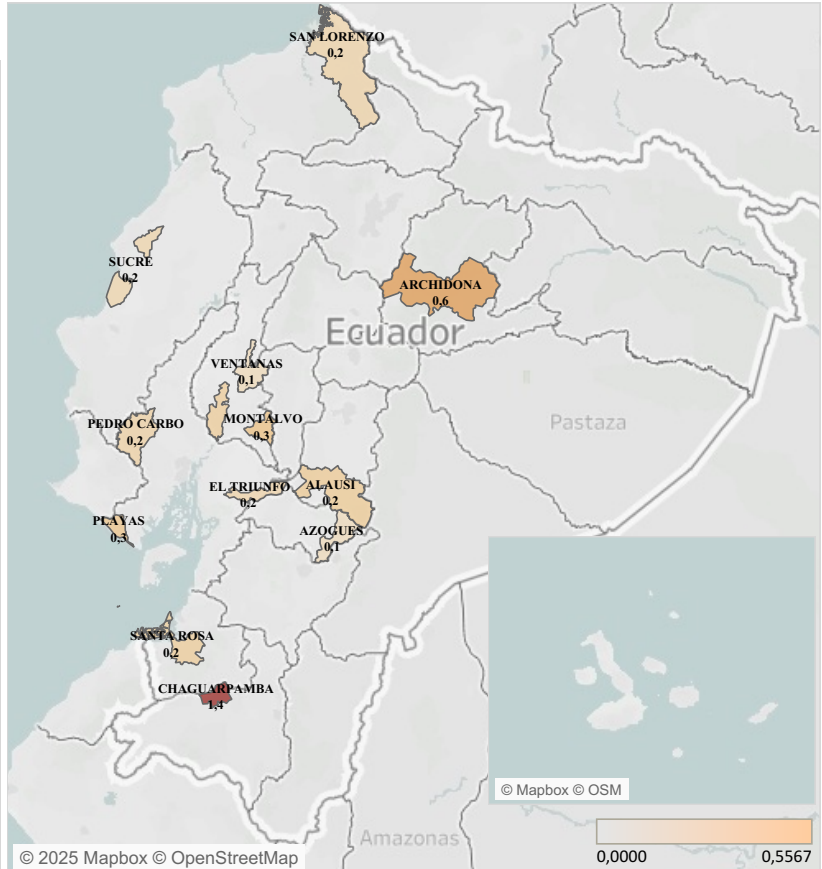 SAN LORENZO
0,2
SUCRE
0,2
ARCHIDONA
0,6
Ecuador
VENTANAS
0,1
PEDRO CARBO
0,2
MONTALVO
0,3
Pastaza
EL TRIUNFO
0,2
ALAUSI
0,2
PLAYAS
0,3
AZOGUES
0,1
SANTA ROSA
0,2
CHAGUARPAMBA
1,4
© Mapbox © OSM
Amazonas
0,0000 0,5567
© 2025 Mapbox © OpenStreetMap